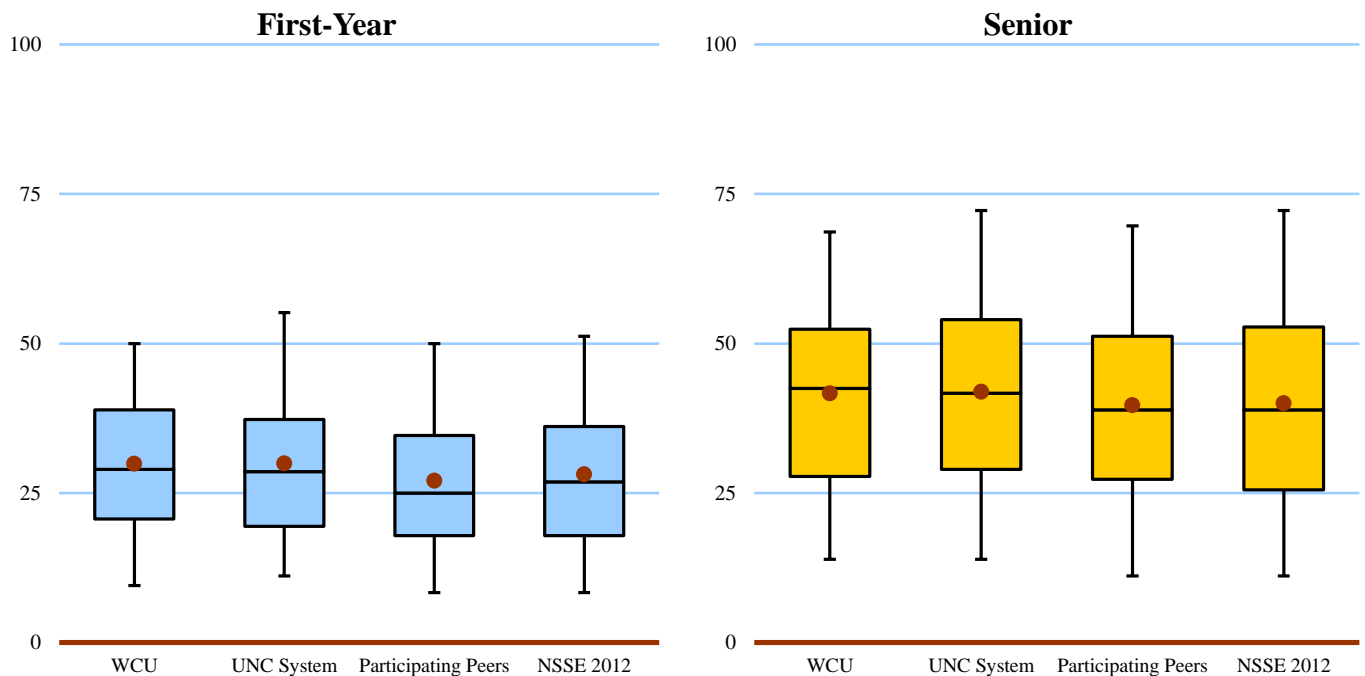 First-Year
100
75
50
25
0
WCU
UNC System
Participating Peers
NSSE 2012
Senior
100
75
50
25
0
WCU
UNC System
Participating Peers
NSSE 2012